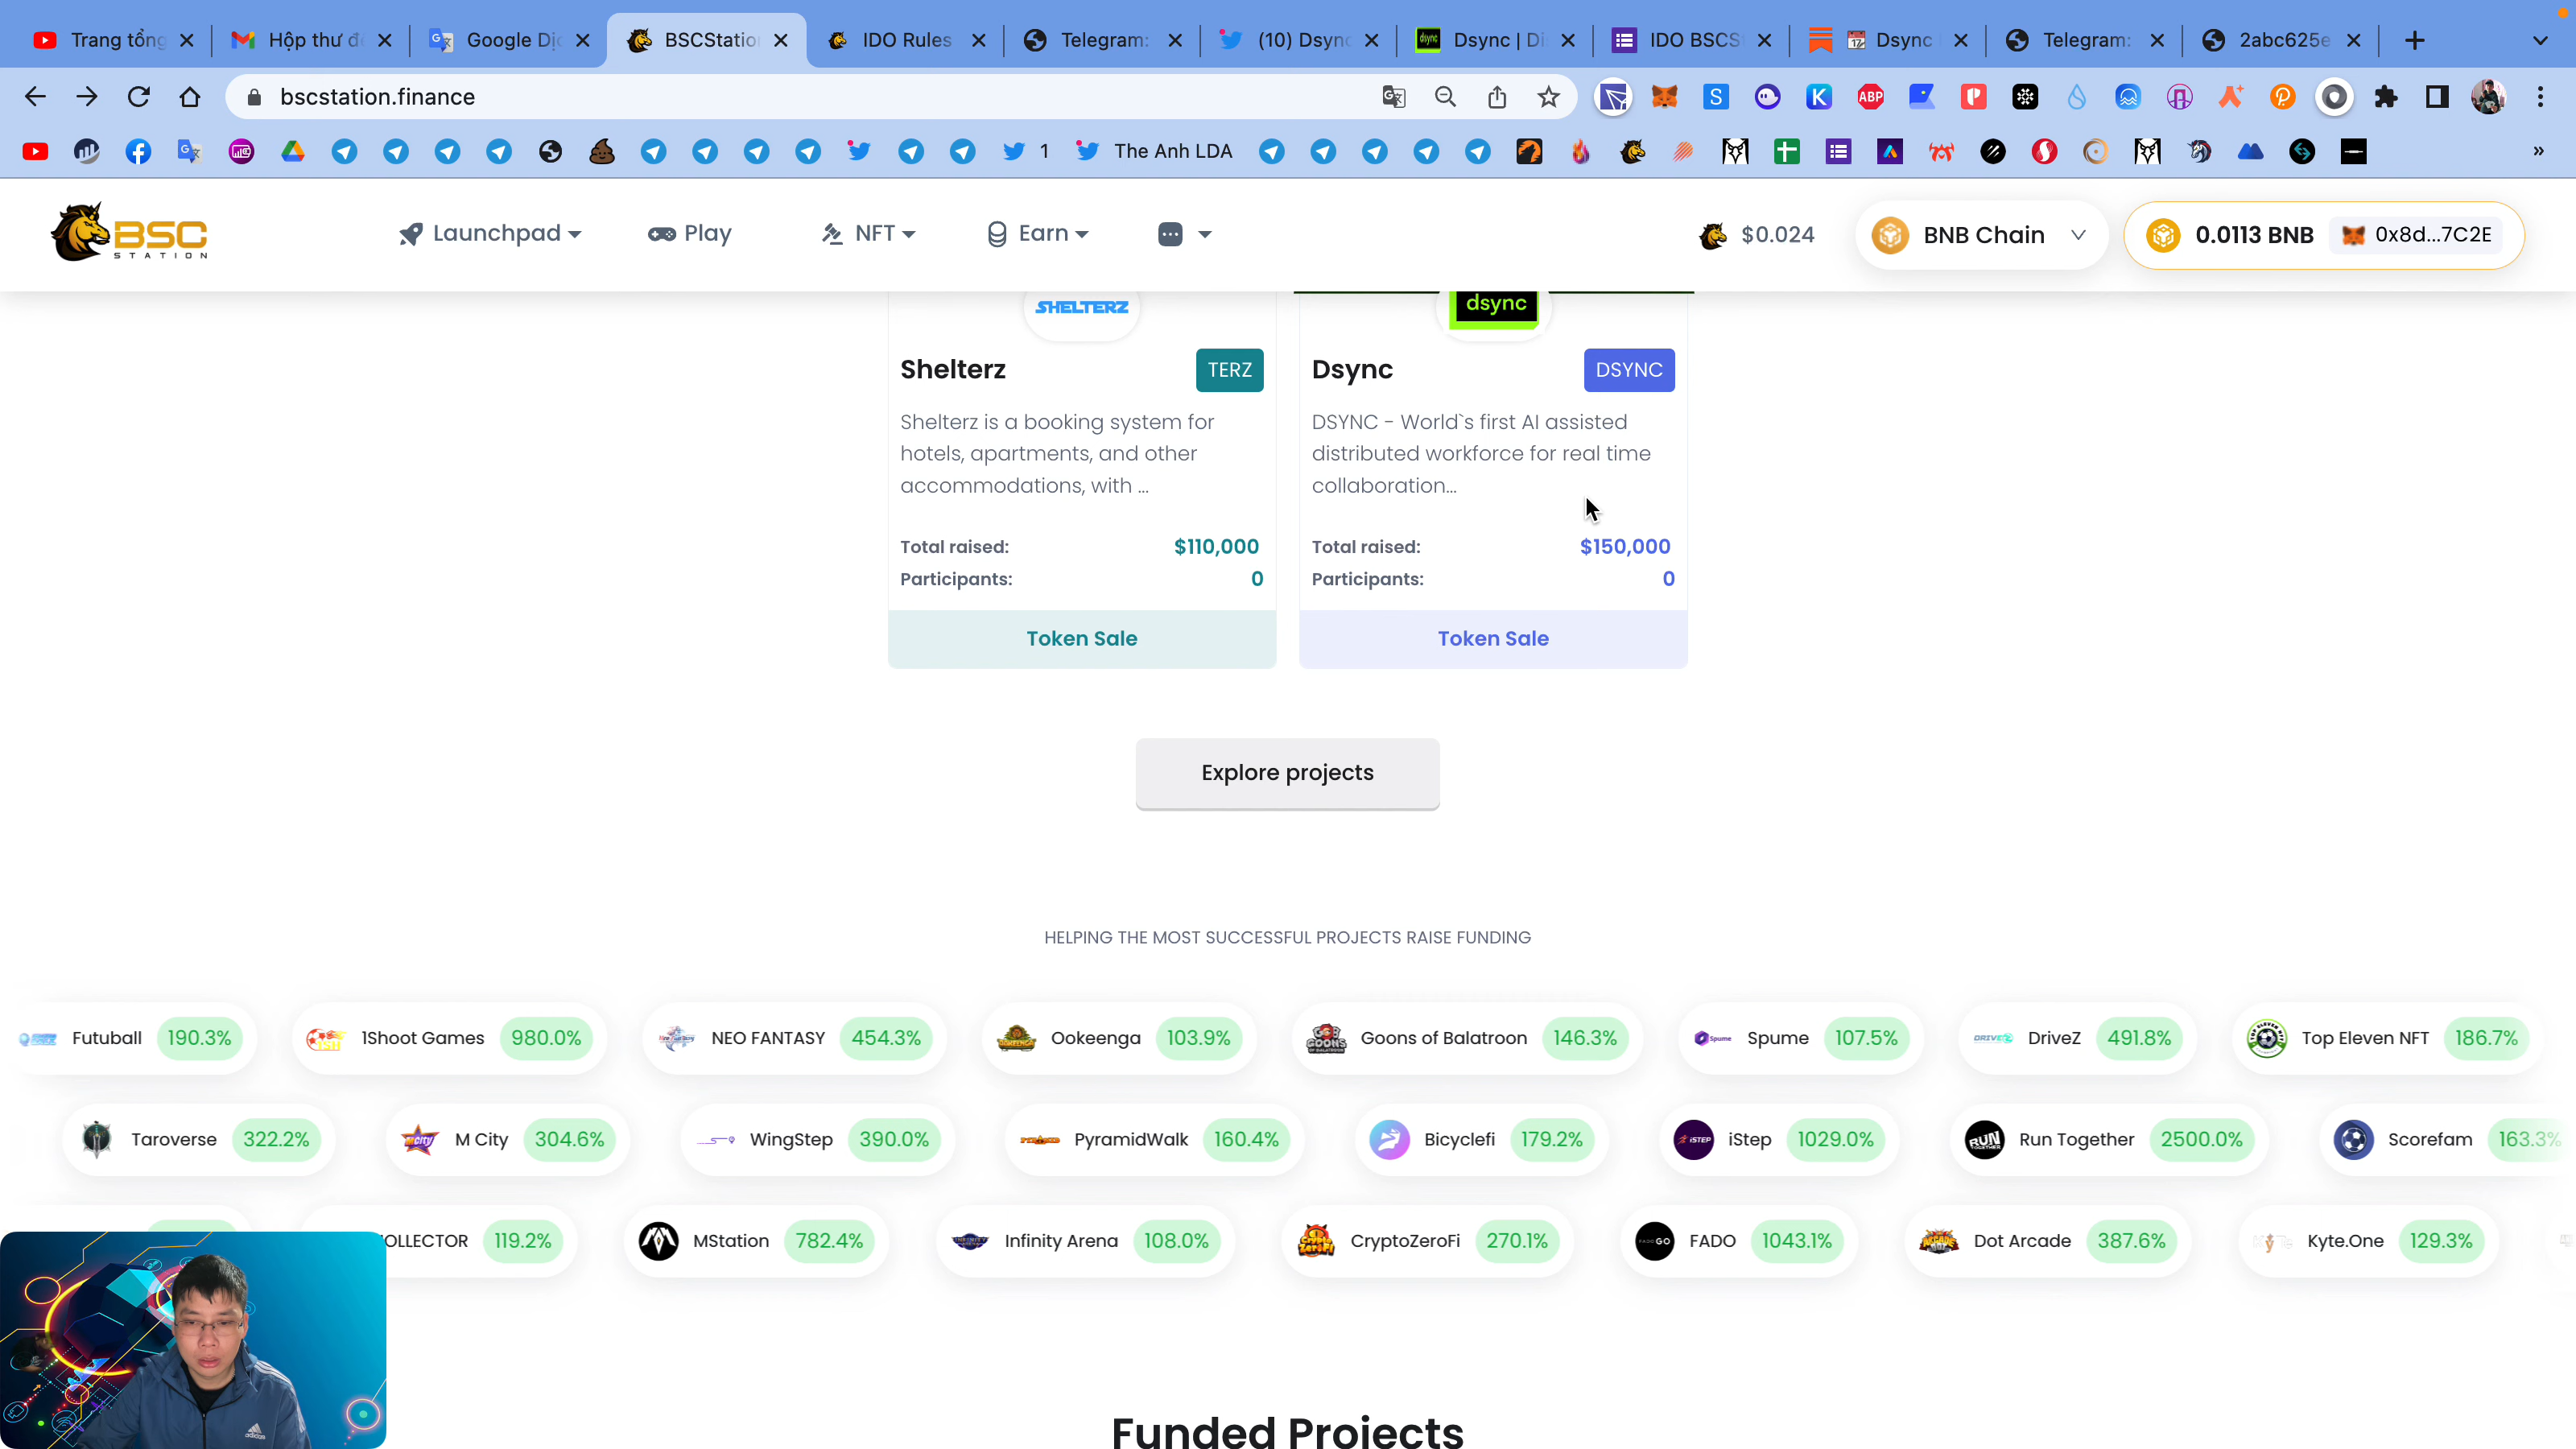 Trang tổng
Hộp thư đ
Google Dịc
BSCStatio
IDO Rules
Telegram:
(10) Dsync
Dsync | Di
IDO BSCS
Dsync
Telegram:
2abc625e
bscstation.finance
1
The Anh LDA
BSC
STATION
Launchpad
Play
NFT
Earn
$0.024
BNB Chain
0.0113 BNB
0x8d...7C2E
SHELTERZ
dsync
Shelterz
TERZ
Shelterz is a booking system for
hotels, apartments, and other
accommodations, with ...
Total raised: $110,000
Participants: 0
Token Sale
Dsync
DSYNC
DSYNC - World`s first AI assisted
distributed workforce for real time
collaboration...
Total raised: $150,000
Participants: 0
Token Sale
Explore projects
HELPING THE MOST SUCCESSFUL PROJECTS RAISE FUNDING
Futuball 190.3% 1Shoot Games 980.0% NEO FANTASY 454.3% Ookeenga 103.9% Goons of Balatroon 146.3% Spume 107.5% DriveZ 491.8% Top Eleven NFT 186.7%
Taroverse 322.2% M City 304.6% WingStep 390.0% PyramidWalk 160.4% Bicyclefi 179.2% iStep 1029.0% Run Together 2500.0% Scorefam 163.3%
OLLECTOR 119.2% MStation 782.4% Infinity Arena 108.0% CryptoZeroFi 270.1% FADO 1043.1% Dot Arcade 387.6% Kyte.One 129.3%
Funded Projects